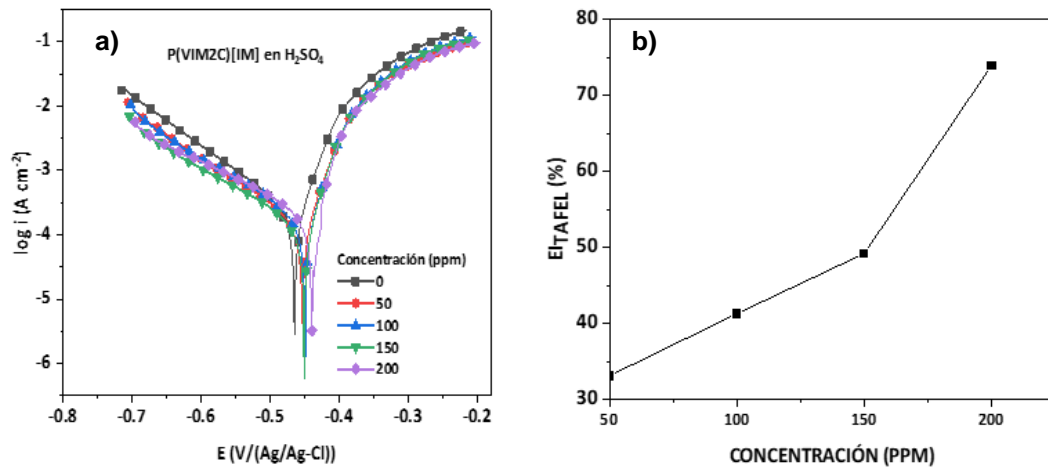 a)
P(VIM2C)[IM] en H₂SO₄
-1
-2
-3
-4
-5
-6
log i (A cm⁻²)
Concentración (ppm)
0
50
100
150
200
-0.8 -0.7 -0.6 -0.5 -0.4 -0.3 -0.2
E (V/(Ag/Ag-Cl))
b)
80
70
60
50
40
30
EI_TAFEL (%)
50 100 150 200
CONCENTRACIÓN (PPM)